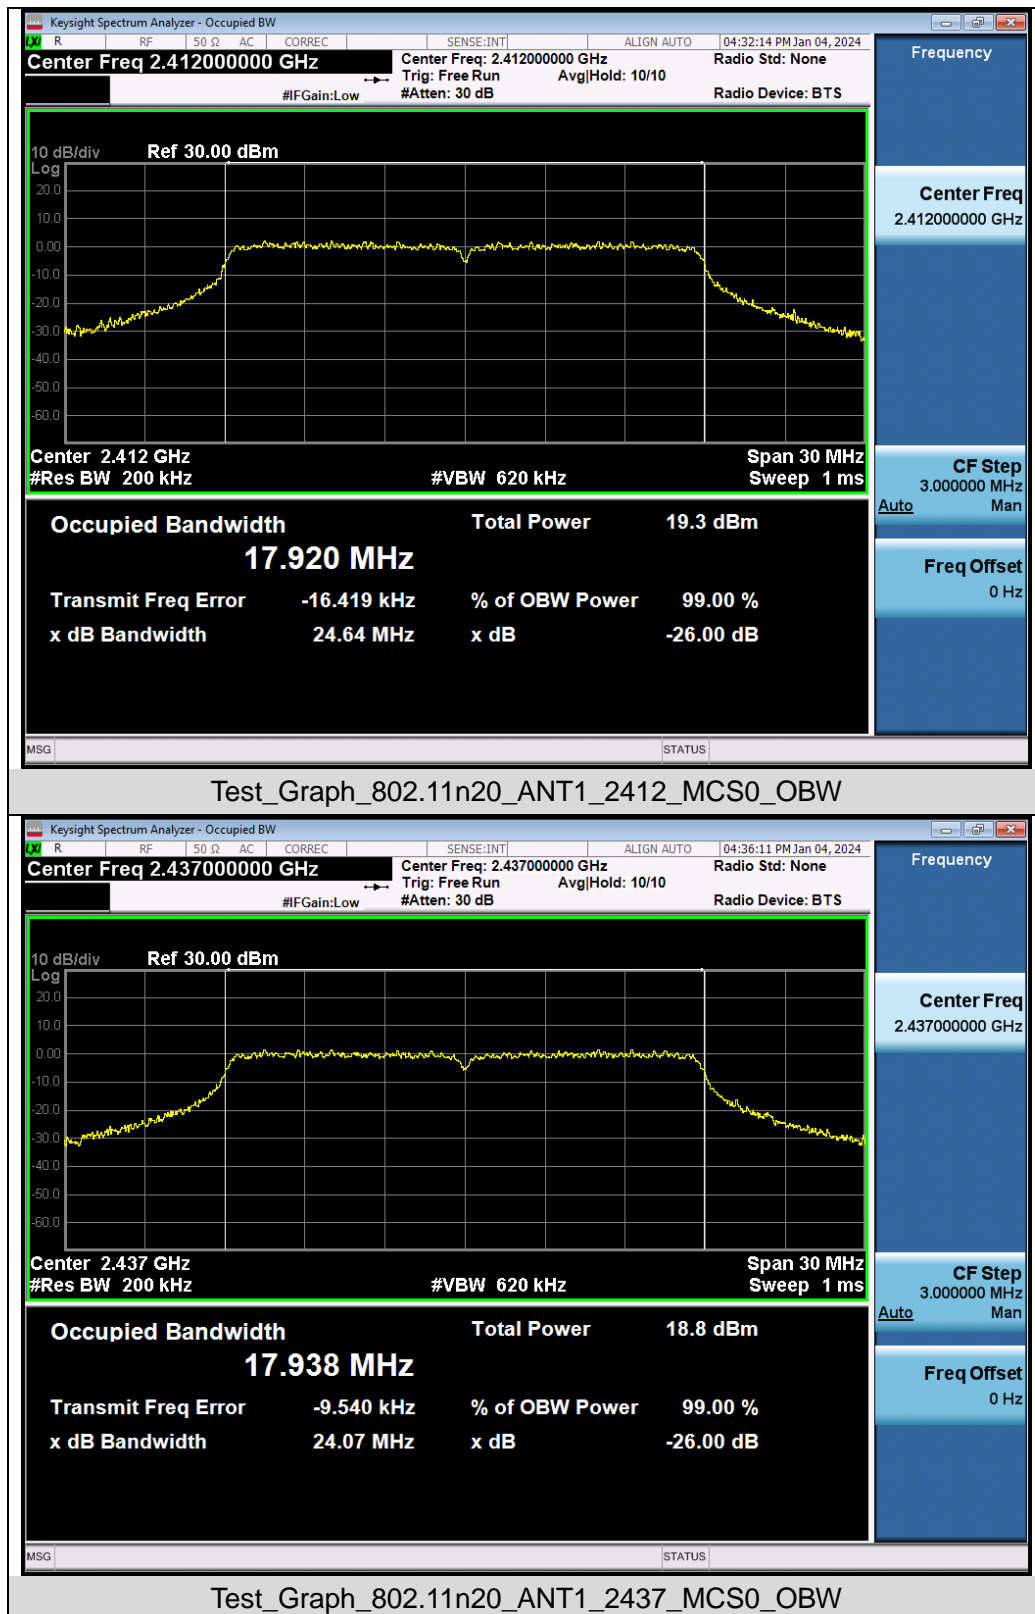 Keysight Spectrum Analyzer - Occupied BW
LXI R RF 50 Ω AC CORREC SENSE:INT ALIGN AUTO 04:32:14 PM Jan 04, 2024
Center Freq 2.412000000 GHz
Center Freq: 2.412000000 GHz
Radio Std: None
Trig: Free Run Avg|Hold: 10/10
#IFGain:Low #Atten: 30 dB Radio Device: BTS
Frequency
10 dB/div Ref 30.00 dBm
Log
20.0
10.0
0.00
-10.0
-20.0
-30.0
-40.0
-50.0
-60.0
Center 2.412 GHz Span 30 MHz
#Res BW 200 kHz #VBW 620 kHz Sweep 1 ms
Center Freq
2.412000000 GHz
CF Step
3.000000 MHz
Auto Man
Freq Offset
0 Hz
Occupied Bandwidth Total Power 19.3 dBm
17.920 MHz
Transmit Freq Error -16.419 kHz % of OBW Power 99.00 %
x dB Bandwidth 24.64 MHz x dB -26.00 dB
MSG STATUS
Test_Graph_802.11n20_ANT1_2412_MCS0_OBW
Keysight Spectrum Analyzer - Occupied BW
LXI R RF 50 Ω AC CORREC SENSE:INT ALIGN AUTO 04:36:11 PM Jan 04, 2024
Center Freq 2.437000000 GHz
Center Freq: 2.437000000 GHz
Radio Std: None
Trig: Free Run Avg|Hold: 10/10
#IFGain:Low #Atten: 30 dB Radio Device: BTS
Frequency
10 dB/div Ref 30.00 dBm
Log
20.0
10.0
0.00
-10.0
-20.0
-30.0
-40.0
-50.0
-60.0
Center 2.437 GHz Span 30 MHz
#Res BW 200 kHz #VBW 620 kHz Sweep 1 ms
Center Freq
2.437000000 GHz
CF Step
3.000000 MHz
Auto Man
Freq Offset
0 Hz
Occupied Bandwidth Total Power 18.8 dBm
17.938 MHz
Transmit Freq Error -9.540 kHz % of OBW Power 99.00 %
x dB Bandwidth 24.07 MHz x dB -26.00 dB
MSG STATUS
Test_Graph_802.11n20_ANT1_2437_MCS0_OBW